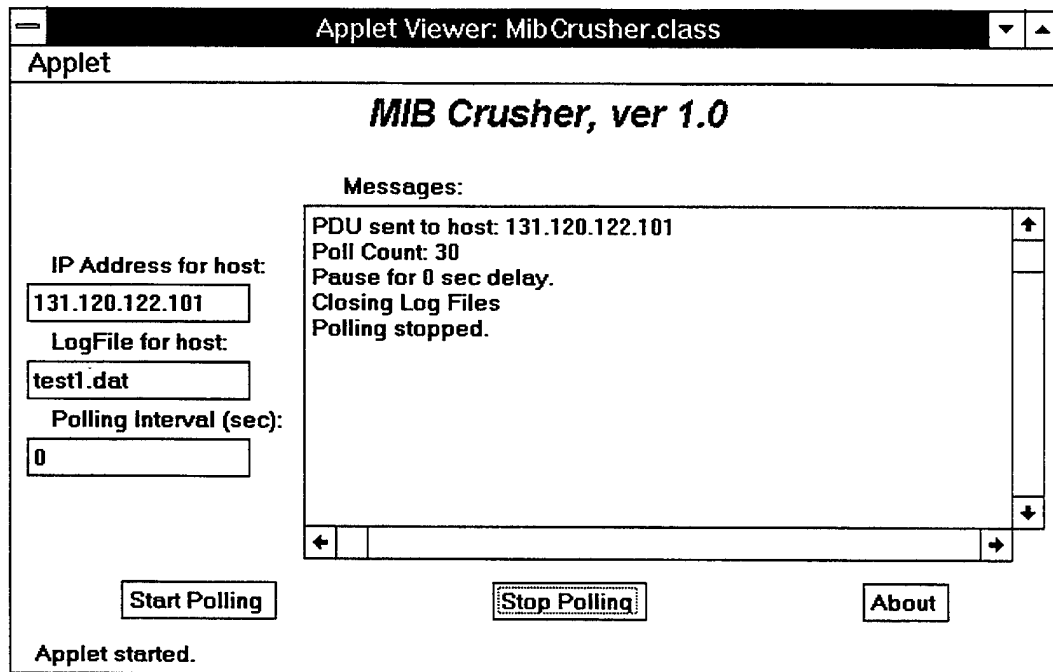 Applet Viewer: MibCrusher.class
Applet
MIB Crusher, ver 1.0
Messages:
PDU sent to host: 131.120.122.101
Poll Count: 30
Pause for 0 sec delay.
Closing Log Files
Polling stopped.
IP Address for host:
131.120.122.101
LogFile for host:
test1.dat
Polling Interval (sec):
0
Start Polling
Stop Polling
About
Applet started.